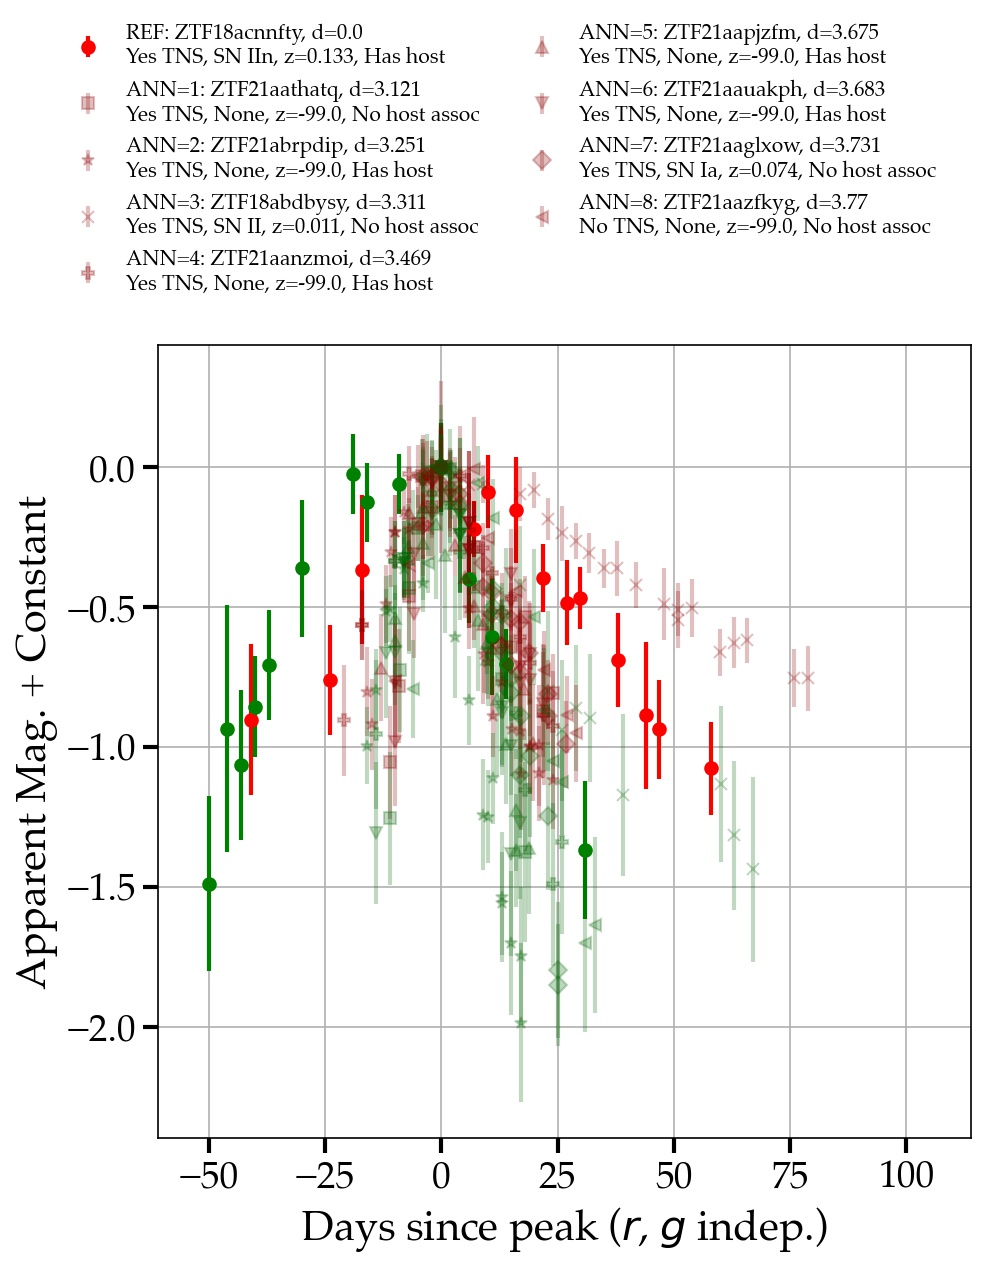 REF: ZTF18acnnfty, d=0.0
Yes TNS, SN IIn, z=0.133, Has host
ANN=1: ZTF21aathatq, d=3.121
Yes TNS, None, z=-99.0, No host assoc
ANN=2: ZTF21abrpdip, d=3.251
Yes TNS, None, z=-99.0, Has host
ANN=3: ZTF18abdbysy, d=3.311
Yes TNS, SN II, z=0.011, No host assoc
ANN=4: ZTF21aanzmoi, d=3.469
Yes TNS, None, z=-99.0, Has host
ANN=5: ZTF21aapjzfm, d=3.675
Yes TNS, None, z=-99.0, Has host
ANN=6: ZTF21aauakph, d=3.683
Yes TNS, None, z=-99.0, Has host
ANN=7: ZTF21aaglxow, d=3.731
Yes TNS, SN Ia, z=0.074, No host assoc
ANN=8: ZTF21aazfkyg, d=3.77
No TNS, None, z=-99.0, No host assoc
Apparent Mag. + Constant
0.0
−0.5
−1.0
−1.5
−2.0
−50 −25 0 25 50 75 100
Days since peak (r, g indep.)